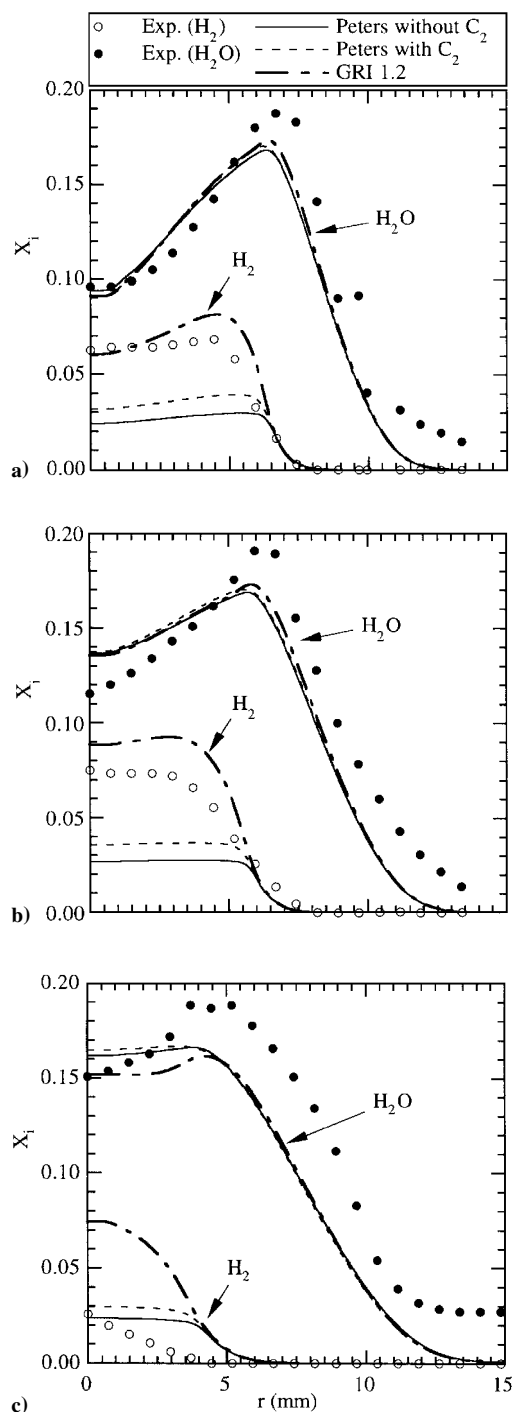 Exp. (H₂)
Exp. (H₂O)
Peters without C₂
Peters with C₂
GRI 1.2
0.20
0.15
0.10
0.05
0.00
Xᵢ
H₂O
H₂
a)
0.20
0.15
0.10
0.05
0.00
Xᵢ
H₂O
H₂
b)
0.20
0.15
0.10
0.05
0.00
Xᵢ
H₂O
H₂
0
5
10
15
r (mm)
c)